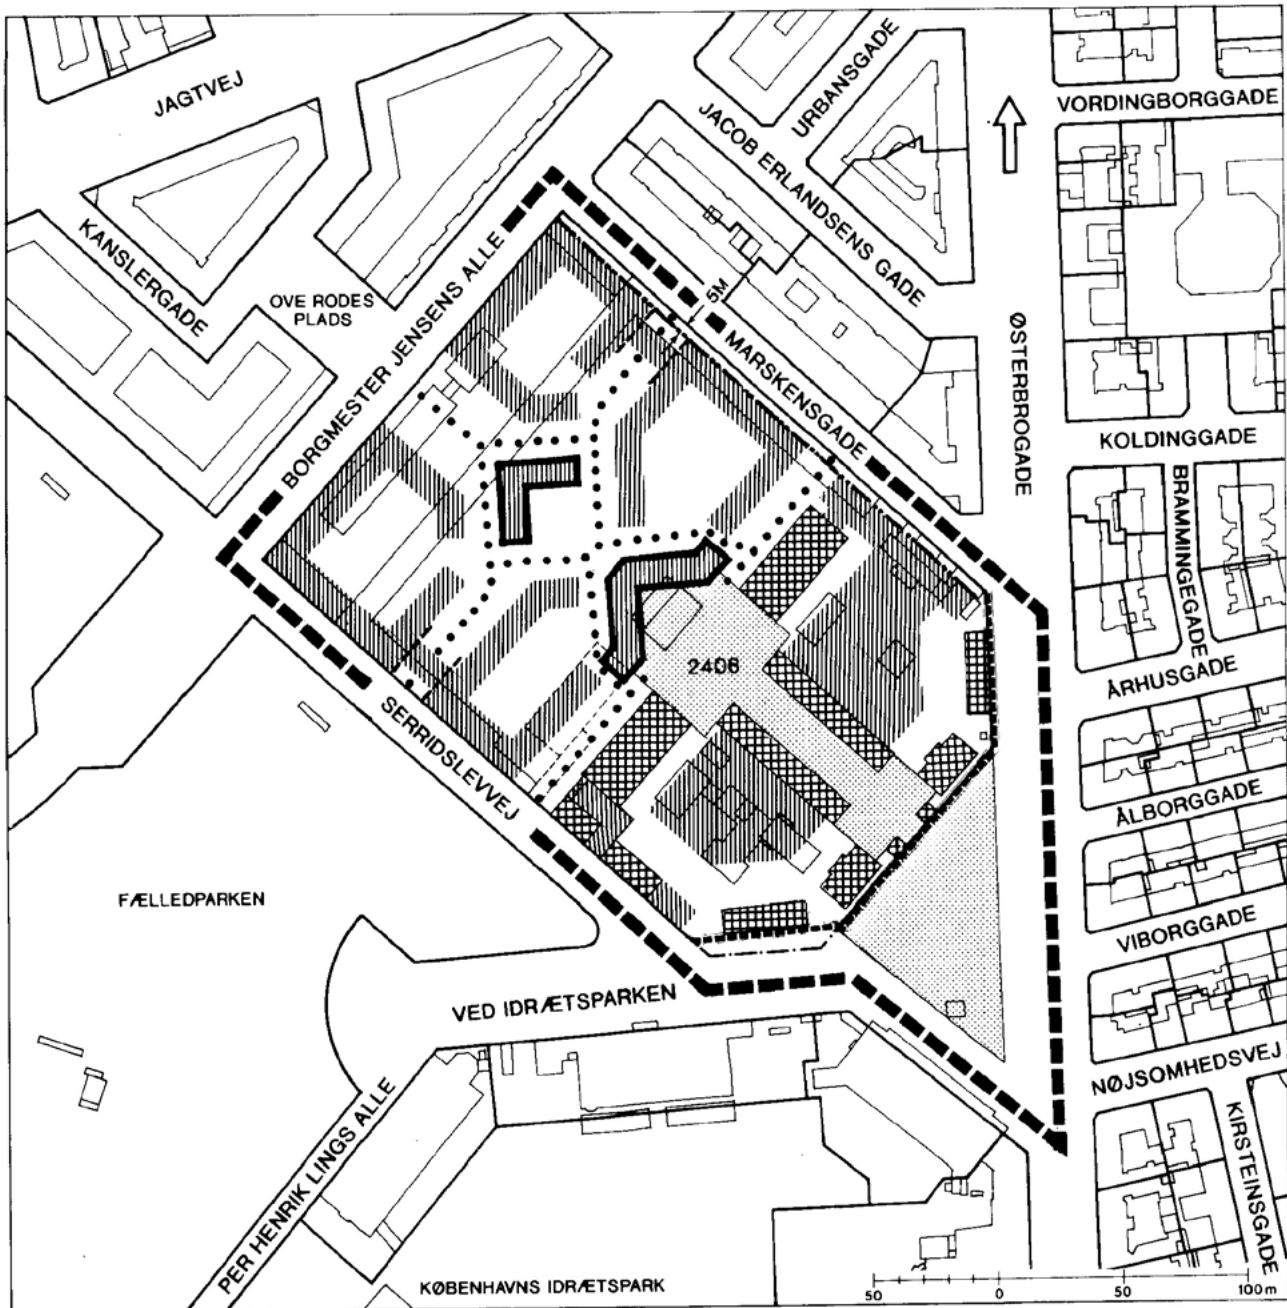 JAGTVEJ
KANSLERGADE
OVE RODES
PLADS
BORGMESTER JENSENS ALLE
URBANSGADE
JACOB ERLANDSENS GADE
VORDINGBORGGADE
5M
MARSKENSGADE
ØSTERBROGADE
KOLDINGGADE
BRAMMINGEGADE
ÅRHUSGADE
2406
SERRIDSLEVVEJ
ÅLBORGGADE
FÆLLEDPARKEN
VIBORGGADE
VED IDRÆTSPARKEN
NØJSOMHEDSVEJ
KIRSTEINSGADE
PER HENRIK LINGS ALLE
KØBENHAVNS IDRÆTSPARK
50 0 50 100 m